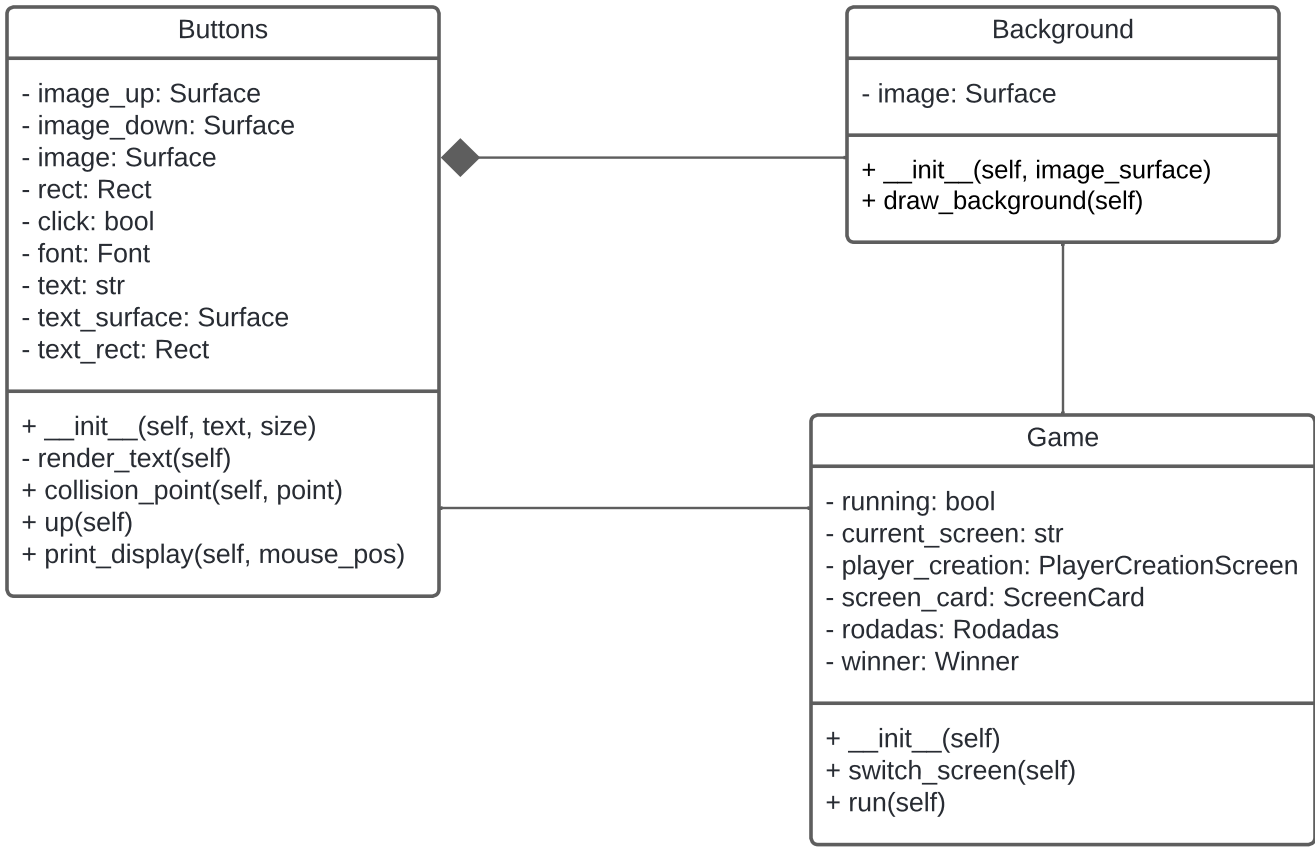 Buttons
- image_up: Surface
- image_down: Surface
- image: Surface
- rect: Rect
- click: bool
- font: Font
- text: str
- text_surface: Surface
- text_rect: Rect
+ __init__(self, text, size)
- render_text(self)
+ collision_point(self, point)
+ up(self)
+ print_display(self, mouse_pos)
Background
- image: Surface
+ __init__(self, image_surface)
+ draw_background(self)
Game
- running: bool
- current_screen: str
- player_creation: PlayerCreationScreen
- screen_card: ScreenCard
- rodadas: Rodadas
- winner: Winner
+ __init__(self)
+ switch_screen(self)
+ run(self)